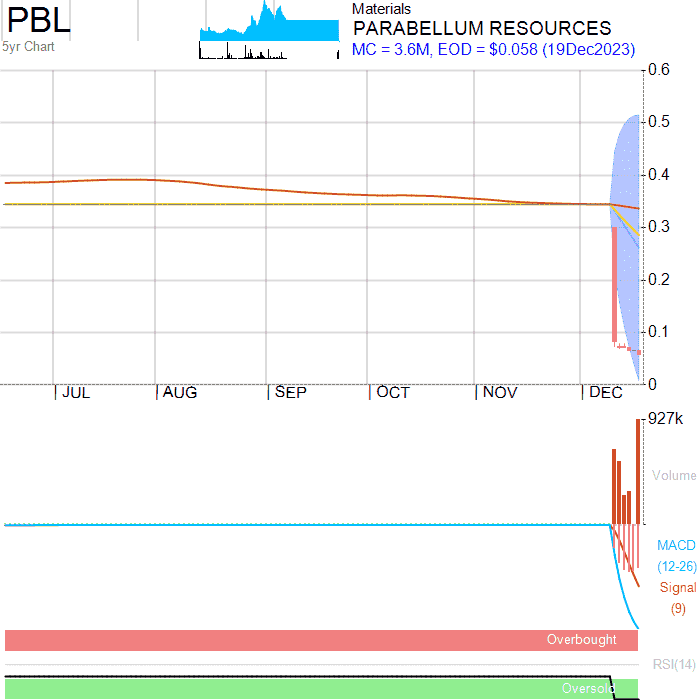 PBL
5yr Chart
Materials
PARABELLUM RESOURCES
MC = 3.6M, EOD = $0.058 (19Dec2023)
0.6
0.5
0.4
0.3
0.2
0.1
0
JUL AUG SEP OCT NOV DEC
927k
Volume
MACD
(12-26)
Signal
(9)
Overbought
RSI(14)
Oversold